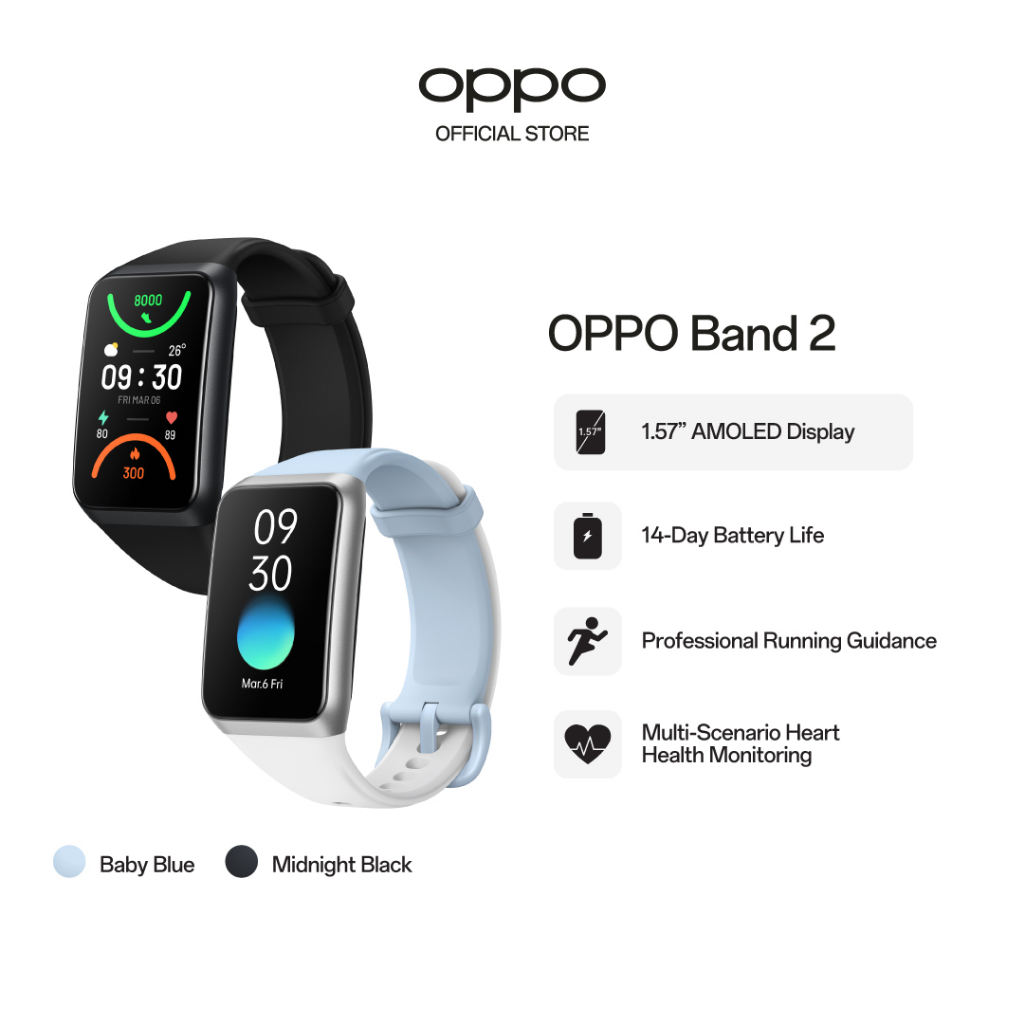 oppo
OFFICIAL STORE
8000
26°
09:30
FRI MAR 06
80
89
300
09
30
Mar.6 Fri
OPPO Band 2
1.57”
1.57” AMOLED Display
14-Day Battery Life
Professional Running Guidance
Multi-Scenario Heart
Health Monitoring
Baby Blue
Midnight Black